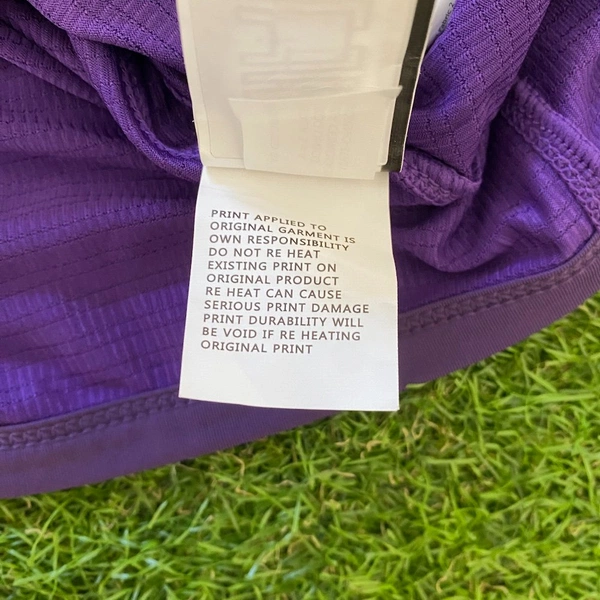 PRINT APPLIED TO
ORIGINAL GARMENT IS
OWN RESPONSIBILITY
DO NOT RE HEAT
EXISTING PRINT ON
ORIGINAL PRODUCT
RE HEAT CAN CAUSE
SERIOUS PRINT DAMAGE
PRINT DURABILITY WILL
BE VOID IF RE HEATING
ORIGINAL PRINT